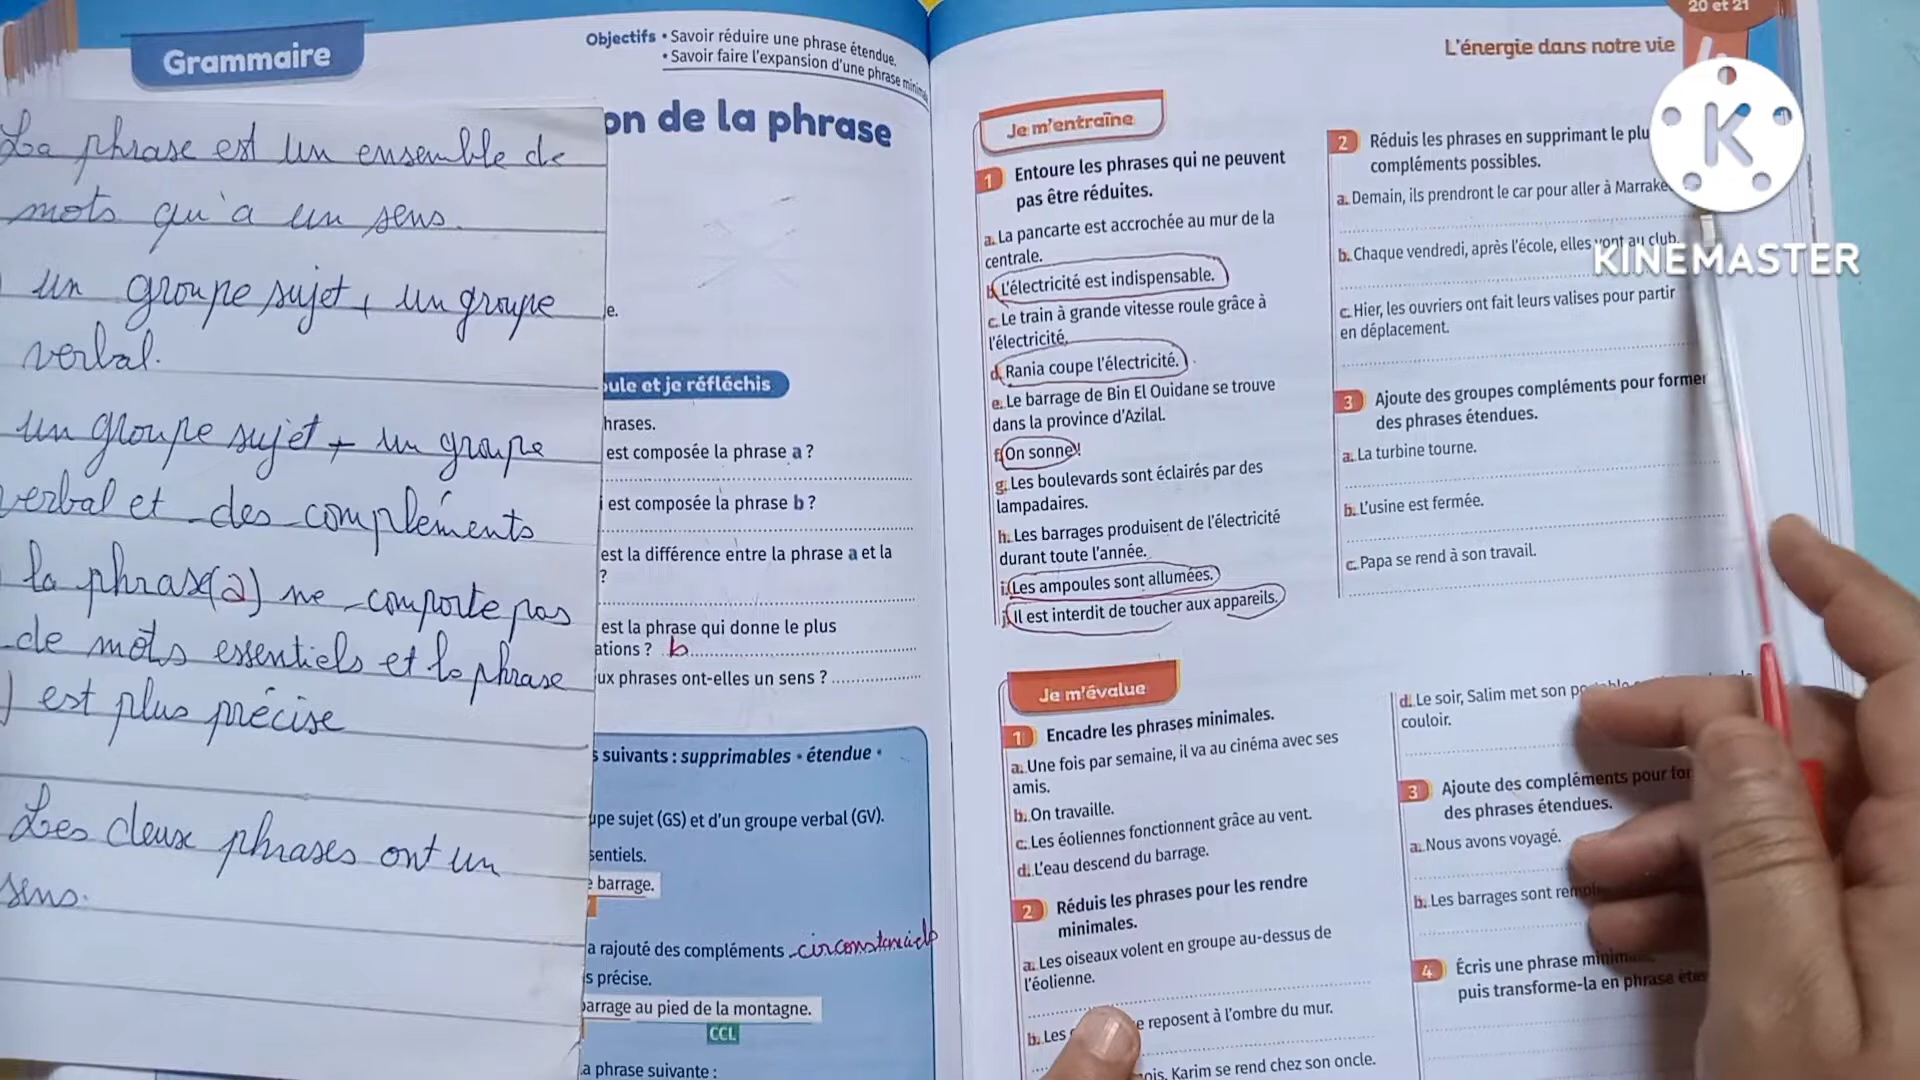 Grammaire
Objectifs • Savoir réduire une phrase étendue.
• Savoir faire l'expansion d'une phrase
on de la phrase
La phrase est un ensemble de
mots qu'a un sens.
un groupe sujet + un groupe
verbal.
un groupe sujet + un groupe
verbal et des compléments
la phrase(a) ne comporte pas
de mots essentiels et la phrase
) est plus précise
Les deux phrases ont un
sens.
e.
ule et je réfléchis
hrases.
est composée la phrase a ?
i est composée la phrase b ?
est la différence entre la phrase a et la
?
est la phrase qui donne le plus
ations ? b
ux phrases ont-elles un sens ?
s suivants : supprimables • étendue •
upe sujet (GS) et d'un groupe verbal (GV).
sentiels.
e barrage.
a rajouté des compléments circonstanciels
s précise.
barrage au pied de la montagne.
CCL
a phrase suivante :
20 et 21
L'énergie dans notre vie
Je m'entraîne
1 Entoure les phrases qui ne peuvent
pas être réduites.
a. La pancarte est accrochée au mur de la
centrale.
b. L'électricité est indispensable.
c. Le train à grande vitesse roule grâce à
l'électricité.
d. Rania coupe l'électricité.
e. Le barrage de Bin El Ouidane se trouve
dans la province d'Azilal.
f. On sonne !
g. Les boulevards sont éclairés par des
lampadaires.
h. Les barrages produisent de l'électricité
durant toute l'année.
i. Les ampoules sont allumées.
j. Il est interdit de toucher aux appareils.
2 Réduis les phrases en supprimant le plu
compléments possibles.
a. Demain, ils prendront le car pour aller à Marrake
b. Chaque vendredi, après l'école, elles vont au club.
c. Hier, les ouvriers ont fait leurs valises pour partir
en déplacement.
3 Ajoute des groupes compléments pour former
des phrases étendues.
a. La turbine tourne.
b. L'usine est fermée.
c. Papa se rend à son travail.
K
KINEMASTER
Je m'évalue
1 Encadre les phrases minimales.
a. Une fois par semaine, il va au cinéma avec ses
amis.
b. On travaille.
c. Les éoliennes fonctionnent grâce au vent.
d. L'eau descend du barrage.
2 Réduis les phrases pour les rendre
minimales.
a. Les oiseaux volent en groupe au-dessus de
l'éolienne.
b. Les e reposent à l'ombre du mur.
ois, Karim se rend chez son oncle.
d. Le soir, Salim met son
couloir.
3 Ajoute des compléments pour for
des phrases étendues.
a. Nous avons voyagé.
b. Les barrages sont
4 Écris une phrase
puis transforme-la en phrase